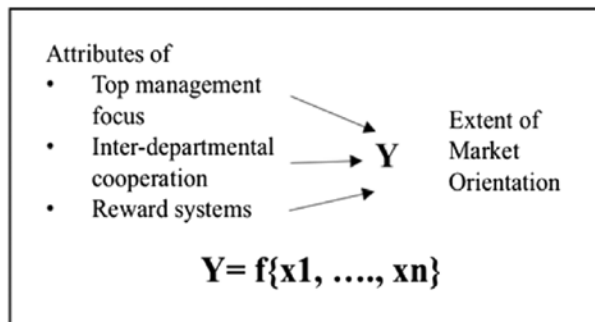 Attributes of
• Top management
focus
• Inter-departmental
cooperation
• Reward systems
Y
Extent of
Market
Orientation
Y= f{x1, …., xn}